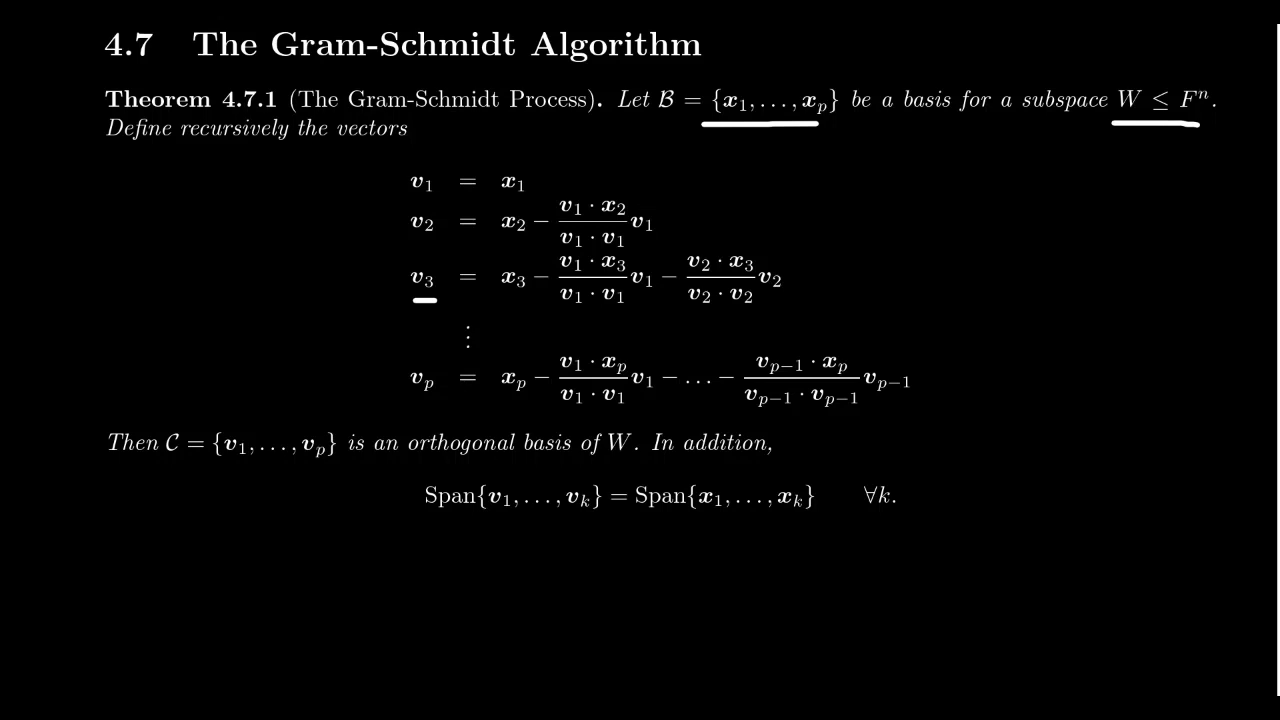 4.7 The Gram-Schmidt Algorithm
Theorem 4.7.1 (The Gram-Schmidt Process). Let ℬ = {x₁, . . . , xₚ} be a basis for a subspace W ≤ Fⁿ.
Define recursively the vectors
v₁ = x₁
v₂ = x₂ − (v₁ · x₂)/(v₁ · v₁) v₁
v₃ = x₃ − (v₁ · x₃)/(v₁ · v₁) v₁ − (v₂ · x₃)/(v₂ · v₂) v₂
⋮
vₚ = xₚ − (v₁ · xₚ)/(v₁ · v₁) v₁ − . . . − (vₚ₋₁ · xₚ)/(vₚ₋₁ · vₚ₋₁) vₚ₋₁
Then 𝒞 = {v₁, . . . , vₚ} is an orthogonal basis of W. In addition,
Span{v₁, . . . , vₖ} = Span{x₁, . . . , xₖ} ∀k.